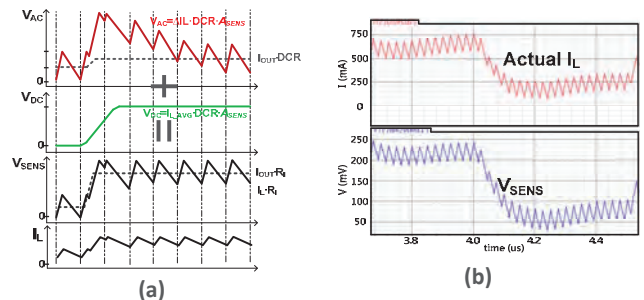 V_AC
V_AC=ΔIL·DCR·A_SENS
0
I_OUT·DCR
V_DC
V_DC=I_L_AVG·DCR·A_SENS
0
V_SENS
I_OUT·R_I
I_L·R_I
0
I_L
0
(a)
750
Actual I_L
500
I (mA)
250
0
250
200
V (mV)
150
V_SENS
100
50
3.8 4.0 4.2 4.4
time (us)
(b)